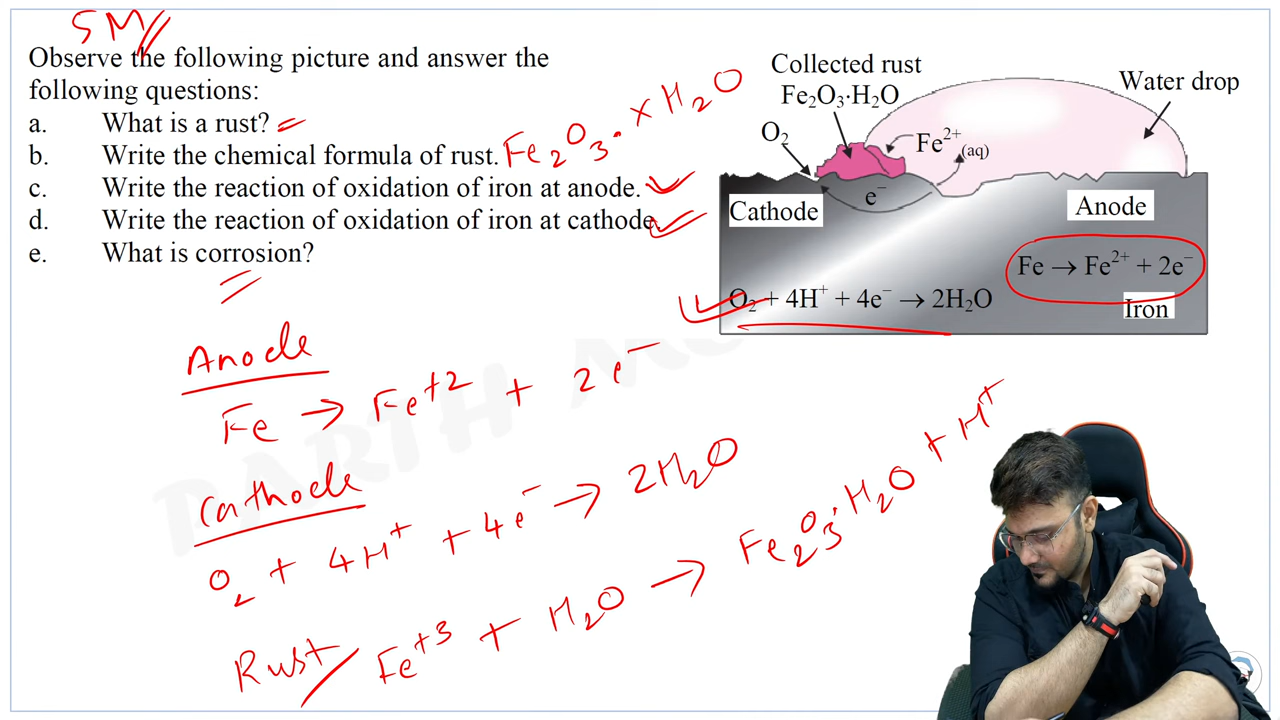 5M
Observe the following picture and answer the
following questions:
a. What is a rust?
b. Write the chemical formula of rust. Fe₂O₃·xH₂O
c. Write the reaction of oxidation of iron at anode.
d. Write the reaction of oxidation of iron at cathode.
e. What is corrosion?
Collected rust
Fe₂O₃·H₂O
Water drop
O₂
Fe²⁺(aq)
e⁻
Cathode
Anode
Fe → Fe²⁺ + 2e⁻
O₂ + 4H⁺ + 4e⁻ → 2H₂O
Iron
Anode
Fe → Fe⁺² + 2e⁻
Cathode
O₂ + 4H⁺ + 4e⁻ → 2H₂O
Rust
Fe⁺³ + H₂O → Fe₂O₃·H₂O + H⁺